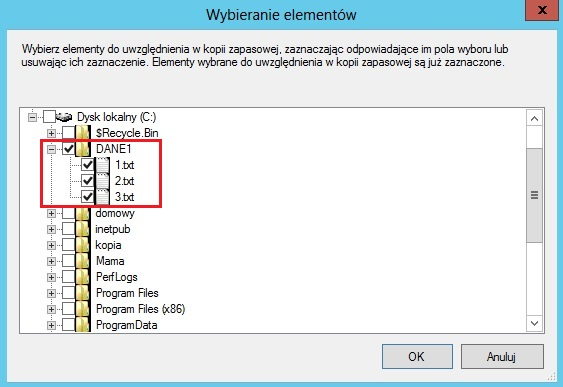 Wybieranie elementów
x
Wybierz elementy do uwzględnienia w kopii zapasowej, zaznaczając odpowiadające im pola wyboru lub
usuwając ich zaznaczenie. Elementy wybrane do uwzględnienia w kopii zapasowej są już zaznaczone.
Dysk lokalny (C:)
$Recycle.Bin
DANE1
1.txt
2.txt
3.txt
domowy
inetpub
kopia
Mama
PerfLogs
Program Files
Program Files (x86)
ProgramData
OK
Anuluj